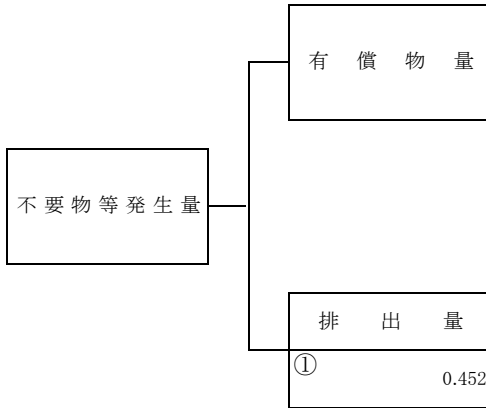 有償物量
不要物等発生量
排出量
①
0.452